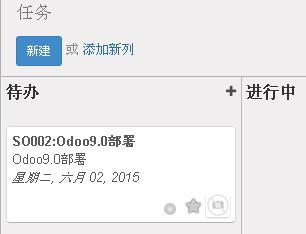 任务
新建 或 添加新列
待办 + 进行中
SO002:Odoo9.0部署
Odoo9.0部署
星期二, 六月 02, 2015